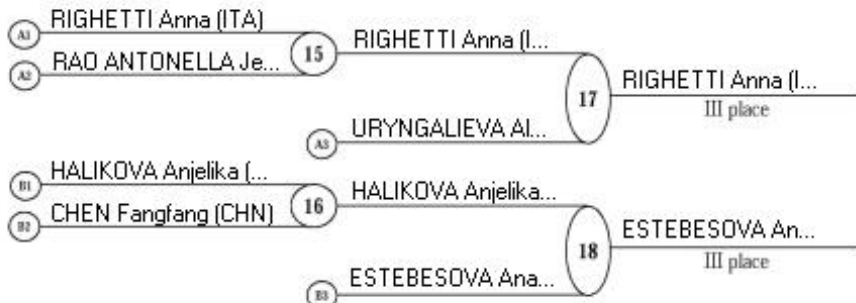 A1 RIGHETTI Anna (ITA)
A2 RAO ANTONELLA Je...
15 RIGHETTI Anna (I...
A3 URYNGALIEVA Al...
17 RIGHETTI Anna (I...
III place
B1 HALIKOVA Anjelika (...
B2 CHEN Fangfang (CHN)
16 HALIKOVA Anjelika...
B3 ESTEBESOVA Ana...
18 ESTEBESOVA An...
III place